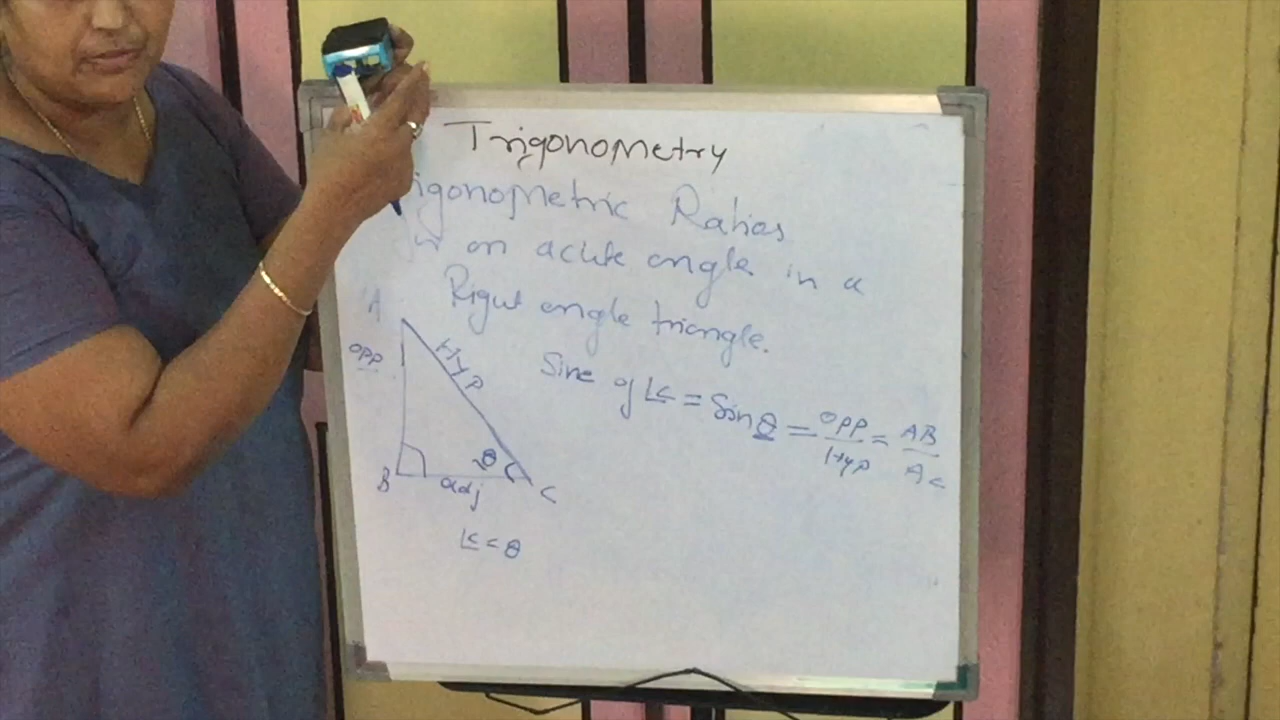 Trigonometry
igonometric Ratios
on acute angle in a
Right angle triangle.
A
opp
Hyp
Sine of ∠C = Sin θ = opp/Hyp = AB/AC
θ
B
adj
C
∠C = θ